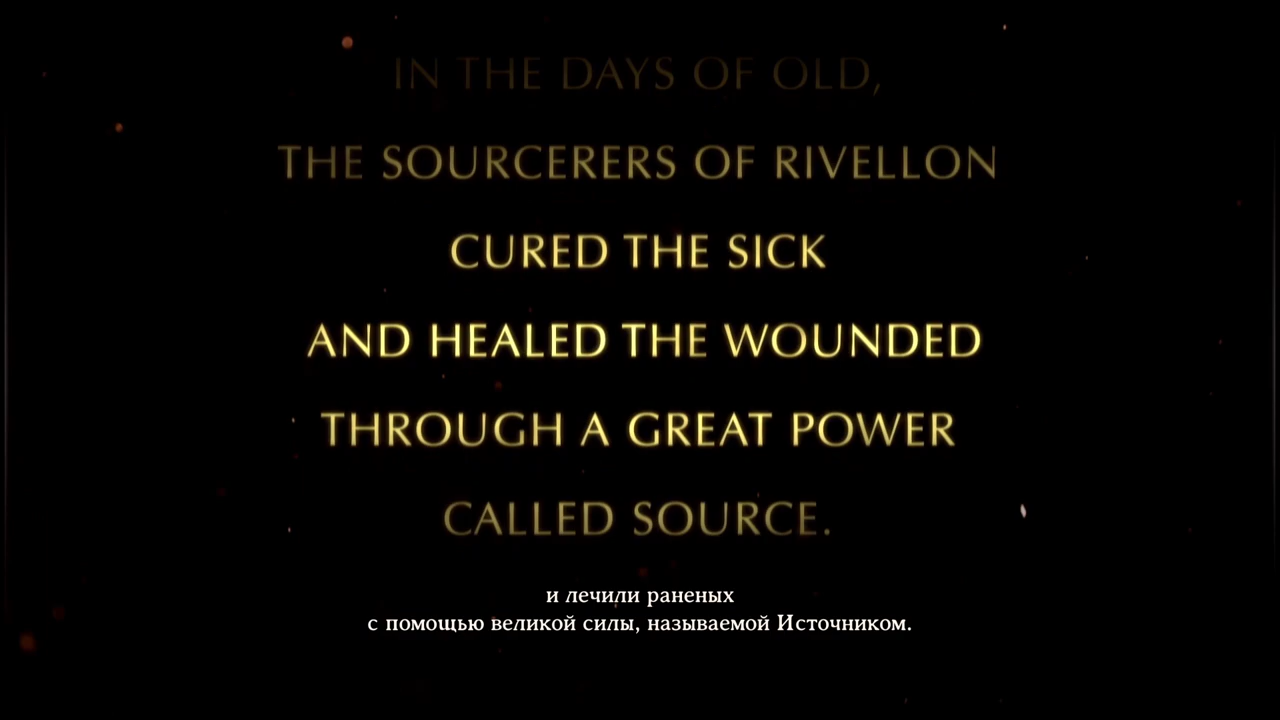 IN THE DAYS OF OLD,
THE SOURCERERS OF RIVELLON
CURED THE SICK
AND HEALED THE WOUNDED
THROUGH A GREAT POWER
CALLED SOURCE.
и лечили раненых
с помощью великой силы, называемой Источником.